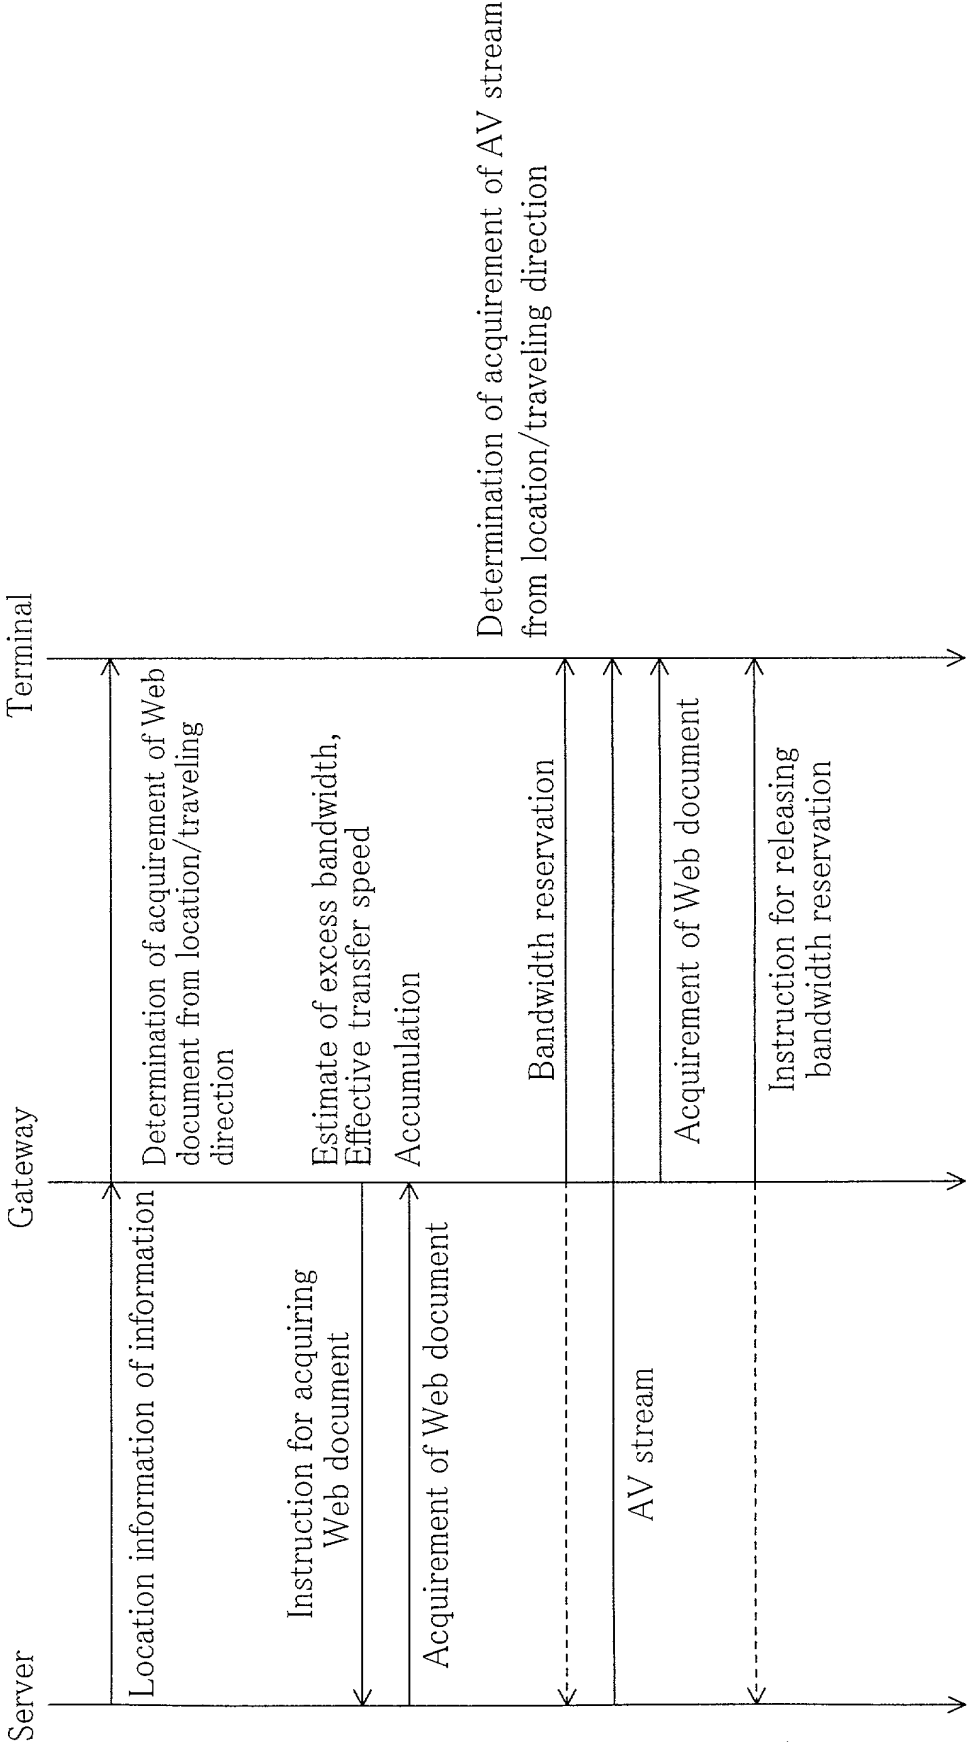 Server
Gateway
Terminal
Location information of information
Determination of acquirement of Web
document from location/traveling
direction
Instruction for acquiring
Web document
Estimate of excess bandwidth,
Effective transfer speed
Accumulation
Acquirement of Web document
Determination of acquirement of AV stream
from location/traveling direction
Bandwidth reservation
AV stream
Acquirement of Web document
Instruction for releasing
bandwidth reservation